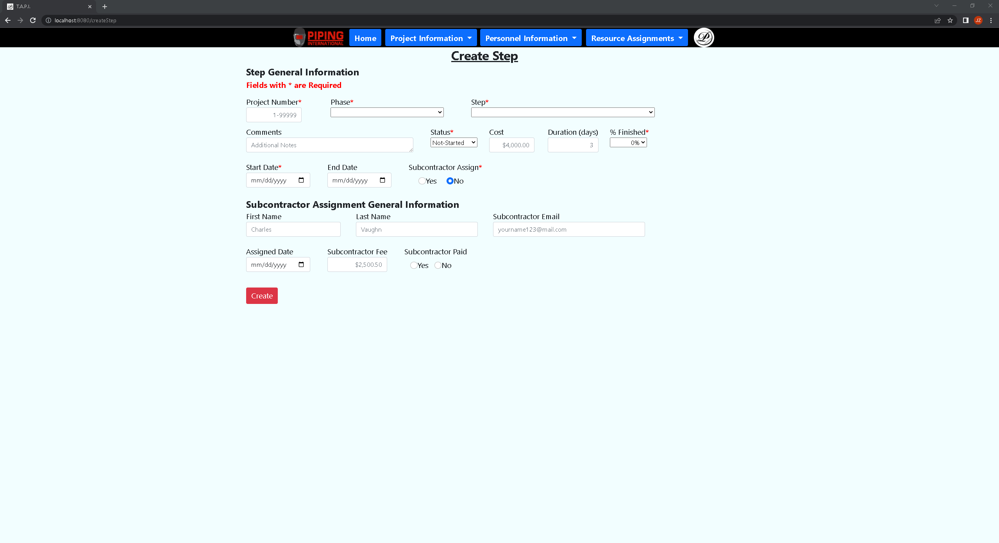 T.A.P.I.
localhost:8080/createStep
JZ
PIPING
INTERNATIONAL
Home Project Information Personnel Information Resource Assignments
Create Step
Step General Information
Fields with * are Required
Project Number* Phase* Step*
1-99999
Comments Status* Cost Duration (days) % Finished*
Additional Notes Not-Started $4,000.00 3 0%
Start Date* End Date Subcontractor Assign*
mm/dd/yyyy mm/dd/yyyy Yes No
Subcontractor Assignment General Information
First Name Last Name Subcontractor Email
Charles Vaughn yourname123@mail.com
Assigned Date Subcontractor Fee Subcontractor Paid
mm/dd/yyyy $2,500.50 Yes No
Create